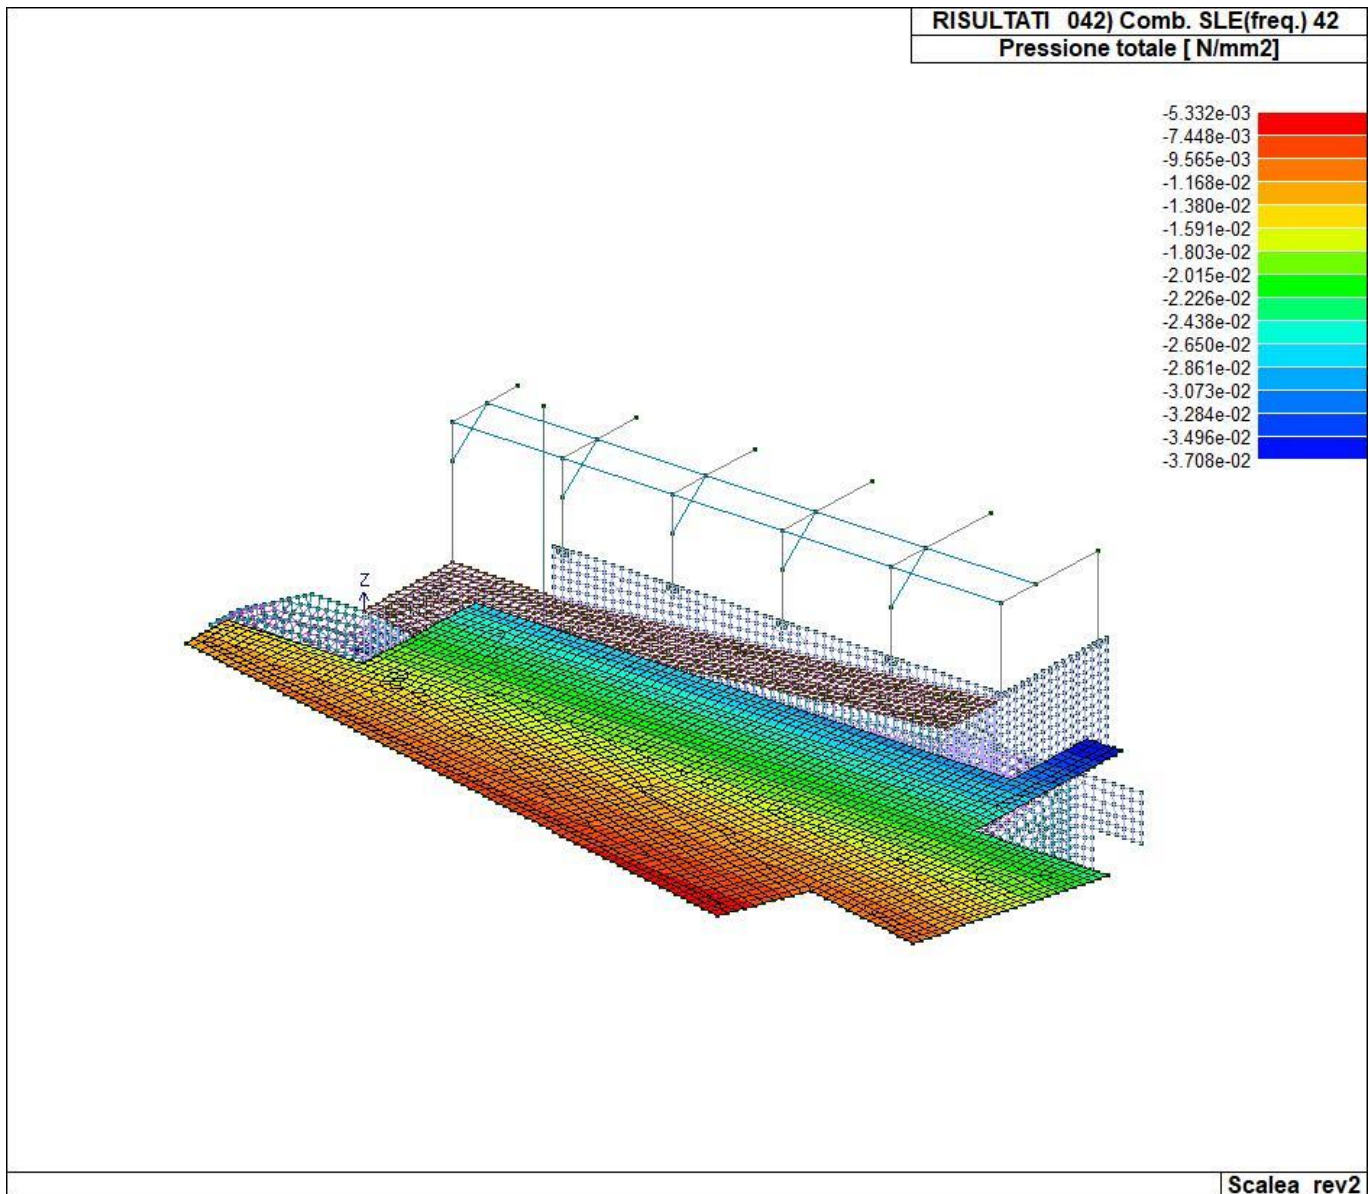 RISULTATI 042) Comb. SLE(freq.) 42
Pressione totale [ N/mm2]
-5.332e-03
-7.448e-03
-9.565e-03
-1.168e-02
-1.380e-02
-1.591e-02
-1.803e-02
-2.015e-02
-2.226e-02
-2.438e-02
-2.650e-02
-2.861e-02
-3.073e-02
-3.284e-02
-3.496e-02
-3.708e-02
Z
Scalea rev2